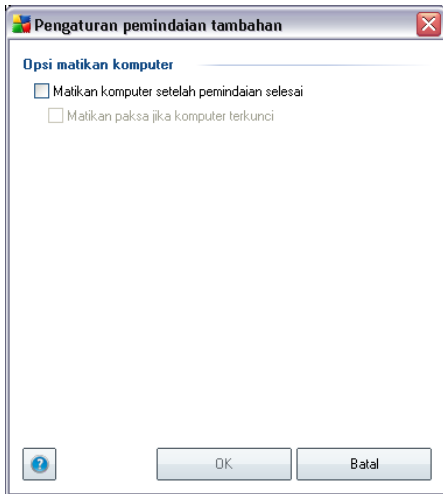 Pengaturan pemindaian tambahan
Opsi matikan komputer
Matikan komputer setelah pemindaian selesai
Matikan paksa jika komputer terkunci
?
OK
Batal